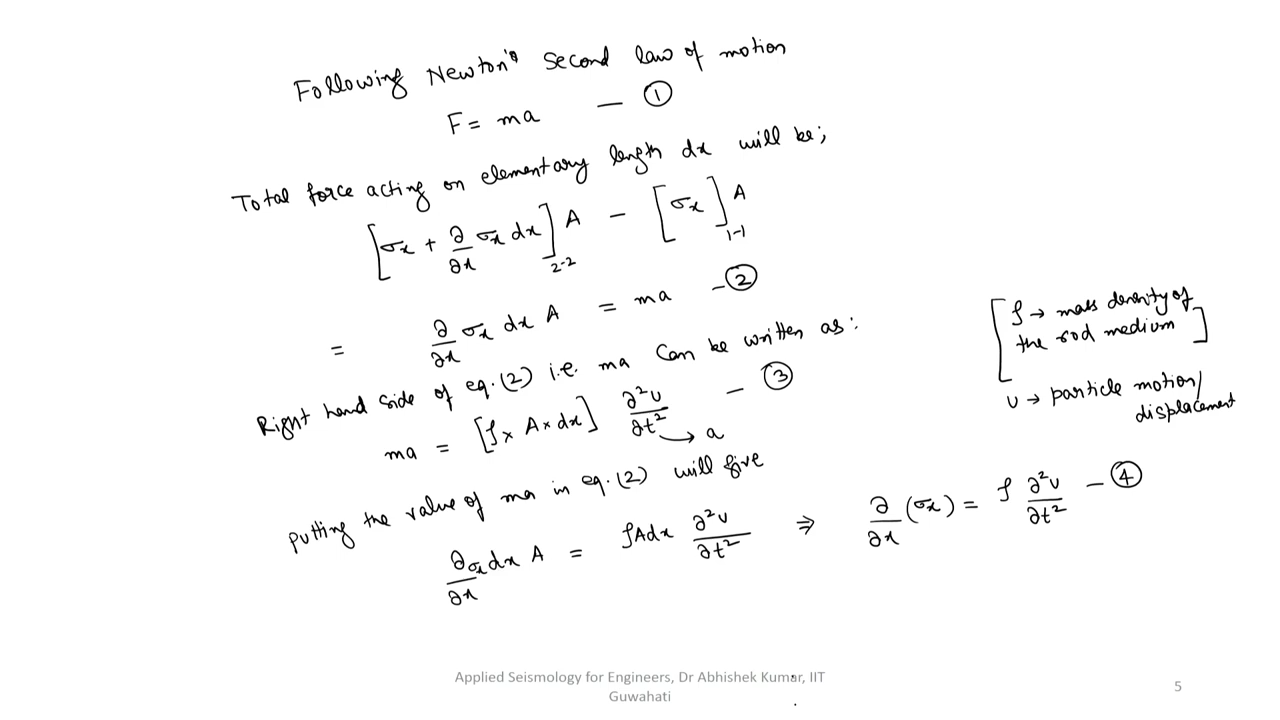 Following Newton's Second law of motion
F = ma — ①
Total force acting on elementary length dx will be;
[σx + ∂/∂x σx dx]2-2 A − [σx]1-1 A
= ∂/∂x σx dx A = ma − ②
Right hand side of eq.(2) i.e. ma Can be written as:
ma = [ρ × A × dx] ∂²u/∂t² → a − ③
[ρ → mass density of
the rod medium]
u → particle motion/
displacement
putting the value of ma in eq.(2) will give
∂σx/∂x dx A = ρAdx ∂²u/∂t² ⇒ ∂/∂x (σx) = ρ ∂²u/∂t² − ④
Applied Seismology for Engineers, Dr Abhishek Kumar, IIT
Guwahati
5